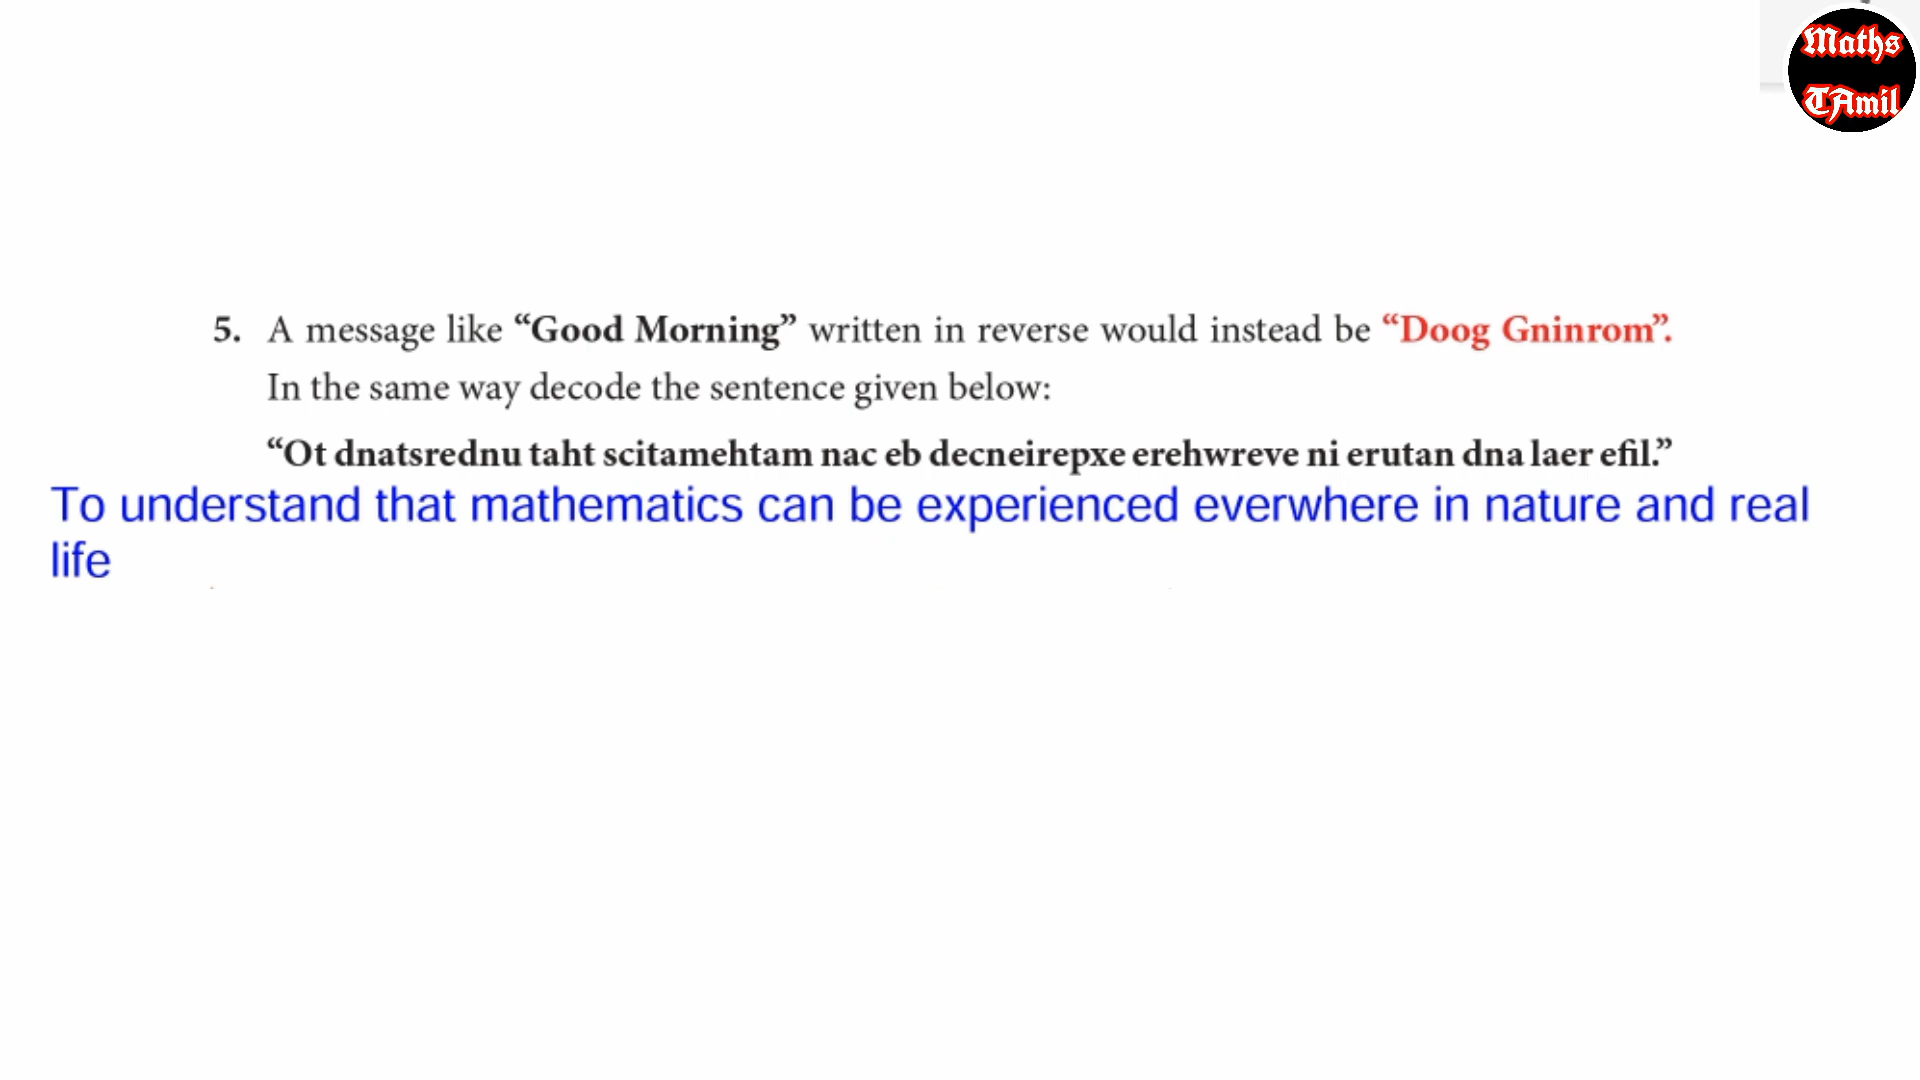 Maths
TAmil
5. A message like “Good Morning” written in reverse would instead be “Doog Gninrom”.
In the same way decode the sentence given below:
“Ot dnatsrednu taht scitamehtam nac eb decneirepxe erehwreve ni erutan dna laer efil.”
To understand that mathematics can be experienced everwhere in nature and real
life